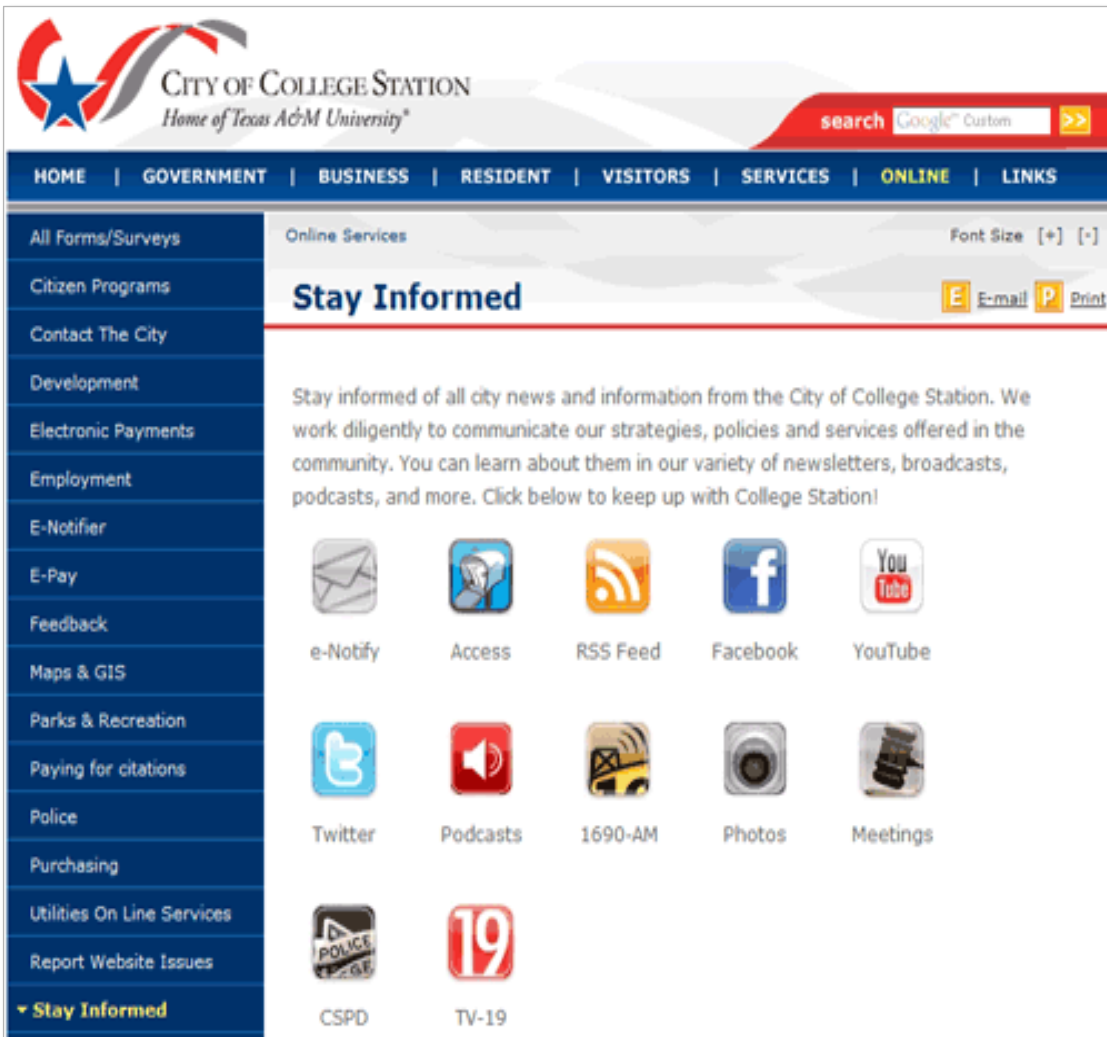 CITY OF COLLEGE STATION
Home of Texas A&M University®
search Google™ Custom >>
HOME | GOVERNMENT | BUSINESS | RESIDENT | VISITORS | SERVICES | ONLINE | LINKS
All Forms/Surveys
Citizen Programs
Contact The City
Development
Electronic Payments
Employment
E-Notifier
E-Pay
Feedback
Maps & GIS
Parks & Recreation
Paying for citations
Police
Purchasing
Utilities On Line Services
Report Website Issues
Stay Informed
Online Services
Font Size [+] [-]
Stay Informed
E E-mail P Print
Stay informed of all city news and information from the City of College Station. We
work diligently to communicate our strategies, policies and services offered in the
community. You can learn about them in our variety of newsletters, broadcasts,
podcasts, and more. Click below to keep up with College Station!
f You Tube
e-Notify Access RSS Feed Facebook YouTube
Twitter Podcasts 1690-AM Photos Meetings
POLICE 19
CSPD TV-19